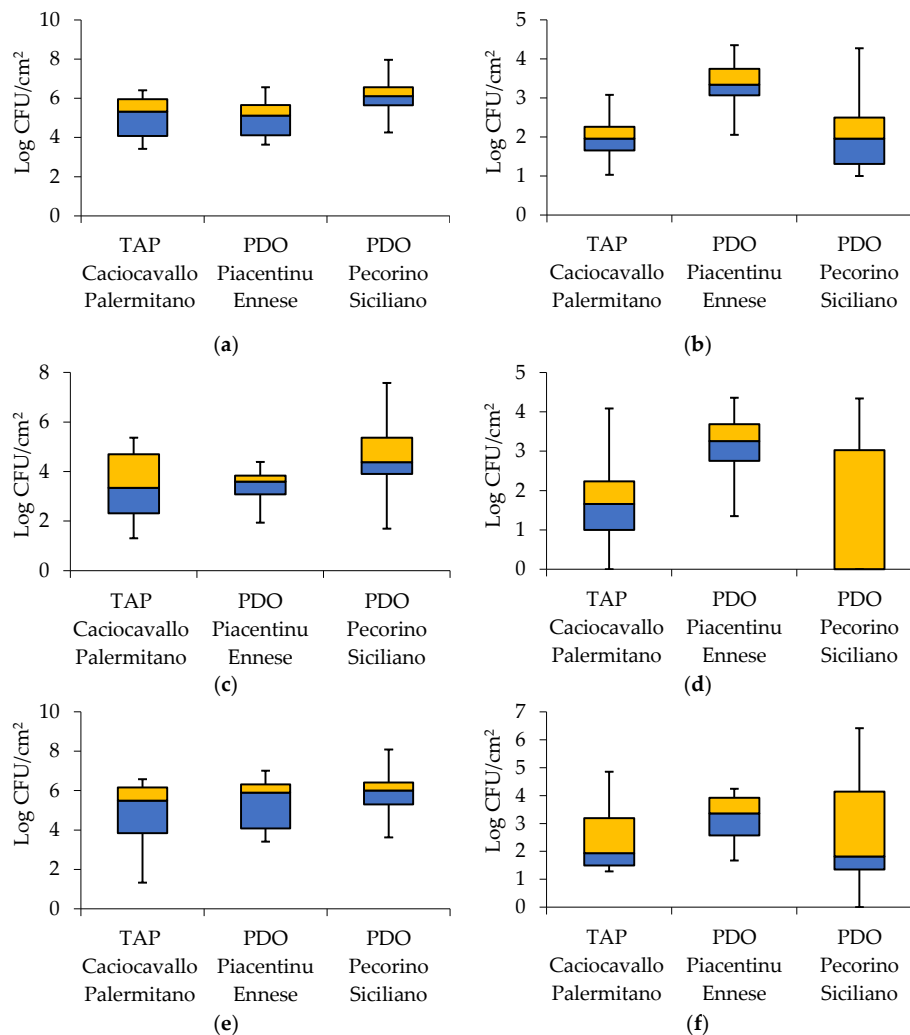 10
8
6
4
2
0
Log CFU/cm²
TAP
Caciocavallo
Palermitano
PDO
Piacentinu
Ennese
PDO
Pecorino
Siciliano
(a)
5
4
3
2
1
0
Log CFU/cm²
TAP
Caciocavallo
Palermitano
PDO
Piacentinu
Ennese
PDO
Pecorino
Siciliano
(b)
8
6
4
2
0
Log CFU/cm²
TAP
Caciocavallo
Palermitano
PDO
Piacentinu
Ennese
PDO
Pecorino
Siciliano
(c)
5
4
3
2
1
0
Log CFU/cm²
TAP
Caciocavallo
Palermitano
PDO
Piacentinu
Ennese
PDO
Pecorino
Siciliano
(d)
10
8
6
4
2
0
Log CFU/cm²
TAP
Caciocavallo
Palermitano
PDO
Piacentinu
Ennese
PDO
Pecorino
Siciliano
(e)
7
6
5
4
3
2
1
0
Log CFU/cm²
TAP
Caciocavallo
Palermitano
PDO
Piacentinu
Ennese
PDO
Pecorino
Siciliano
(f)